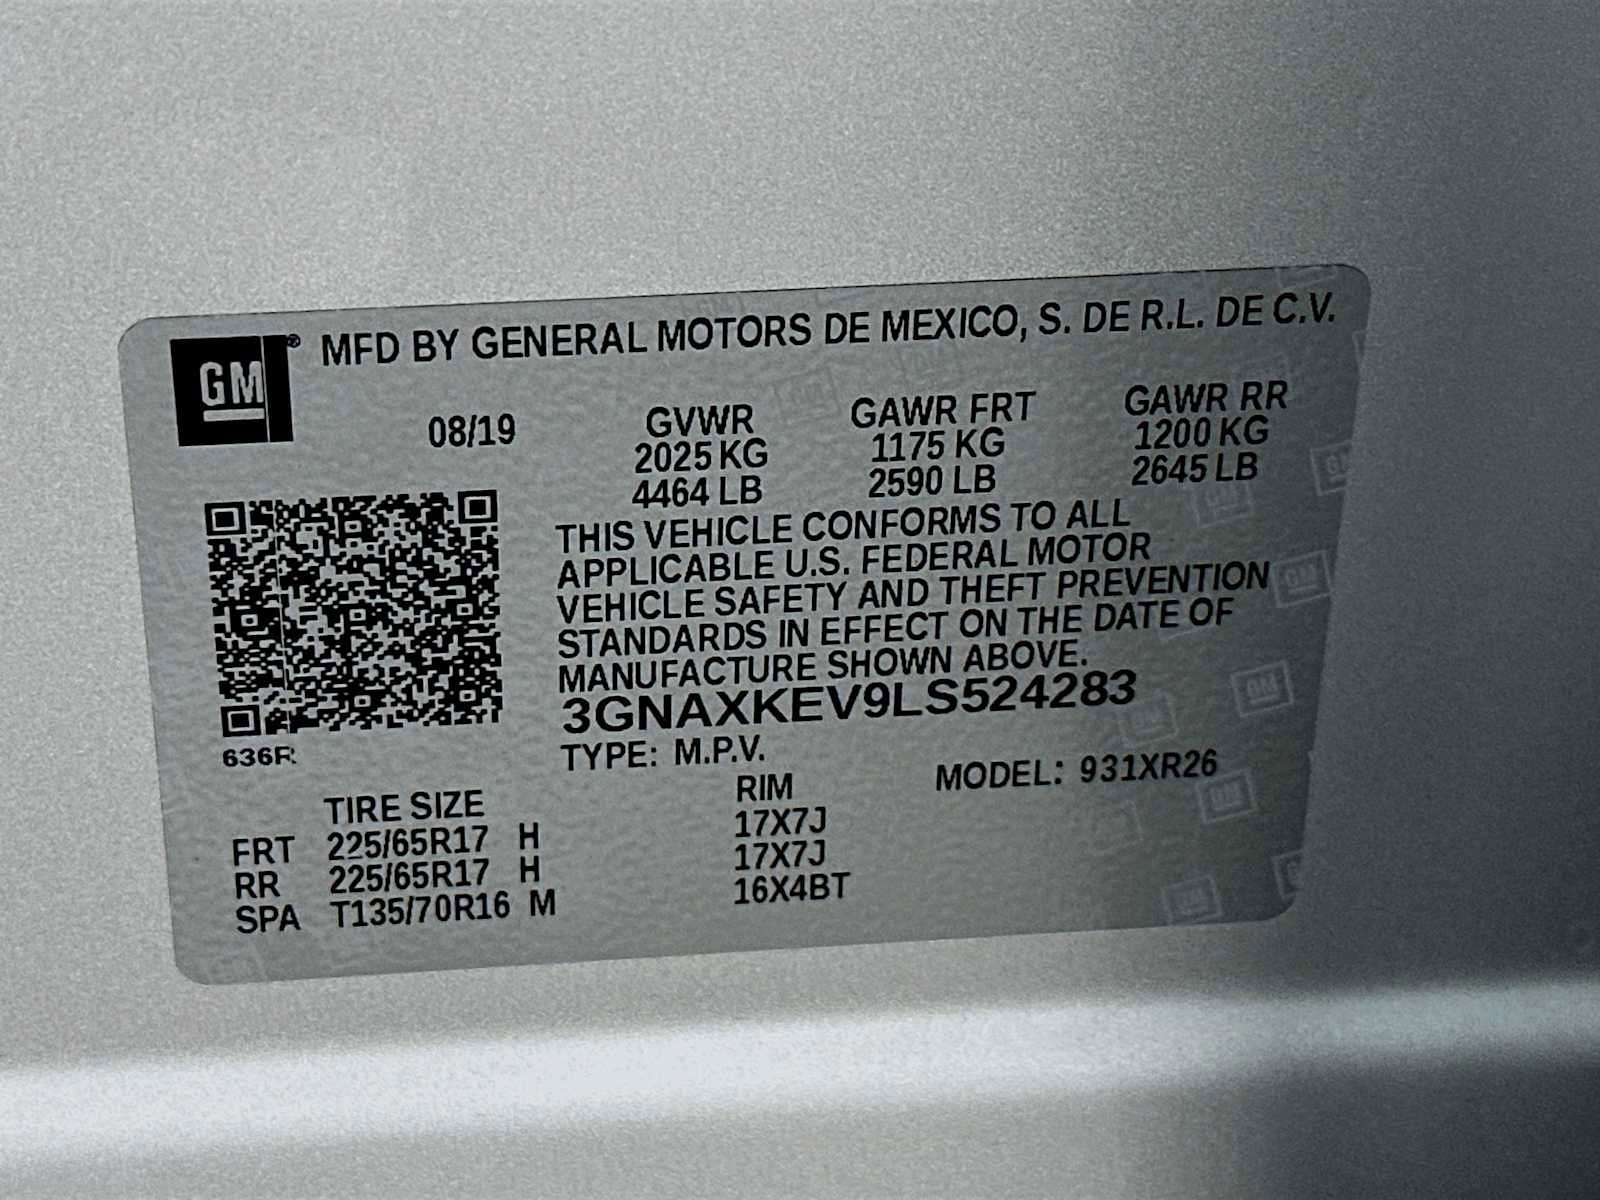 GM® MFD BY GENERAL MOTORS DE MEXICO, S. DE R.L. DE C.V.
08/19 GVWR GAWR FRT GAWR RR
2025 KG 1175 KG 1200 KG
4464 LB 2590 LB 2645 LB
THIS VEHICLE CONFORMS TO ALL
APPLICABLE U.S. FEDERAL MOTOR
VEHICLE SAFETY AND THEFT PREVENTION
STANDARDS IN EFFECT ON THE DATE OF
MANUFACTURE SHOWN ABOVE.
3GNAXKEV9LS524283
636R
TYPE: M.P.V.
MODEL: 931XR26
TIRE SIZE RIM
FRT 225/65R17 H 17X7J
RR 225/65R17 H 17X7J
SPA T135/70R16 M 16X4BT